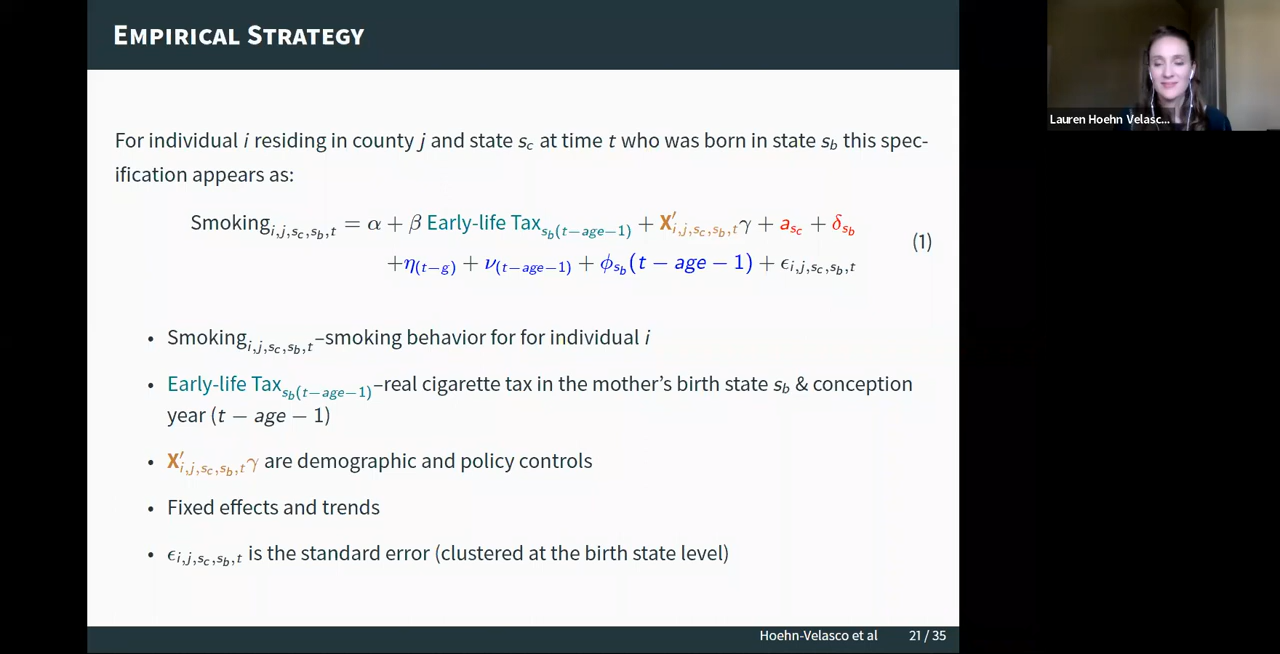 EMPIRICAL STRATEGY
For individual i residing in county j and state s_c at time t who was born in state s_b this spec-
ification appears as:
Smoking_{i,j,s_c,s_b,t} = α + β Early-life Tax_{s_b(t−age−1)} + X′_{i,j,s_c,s_b,t}γ + a_{s_c} + δ_{s_b}
+η_{(t−g)} + ν_{(t−age−1)} + ϕ_{s_b}(t − age − 1) + ϵ_{i,j,s_c,s_b,t}
(1)
• Smoking_{i,j,s_c,s_b,t}–smoking behavior for for individual i
• Early-life Tax_{s_b(t−age−1)}–real cigarette tax in the mother's birth state s_b & conception
year (t − age − 1)
• X′_{i,j,s_c,s_b,t}γ are demographic and policy controls
• Fixed effects and trends
• ϵ_{i,j,s_c,s_b,t} is the standard error (clustered at the birth state level)
Hoehn-Velasco et al 21 / 35
Lauren Hoehn Velasc...